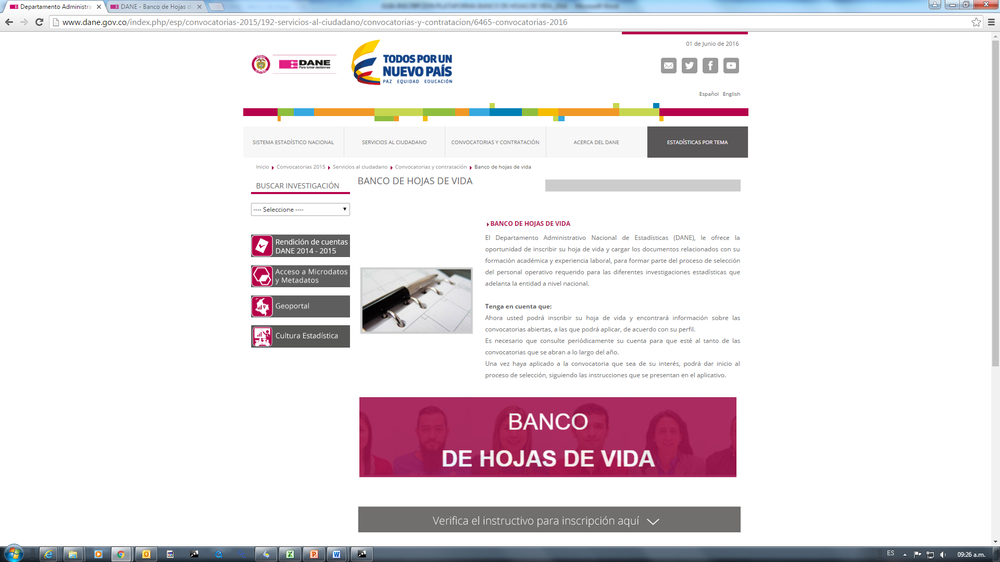 Departamento Administra
DANE - Banco de Hojas d
www.dane.gov.co/index.php/esp/convocatorias-2015/192-servicios-al-ciudadano/convocatorias-y-contratacion/6465-convocatorias-2016
01 de Junio de 2016
DANE
Para tomar decisiones
TODOS POR UN
NUEVO PAÍS
PAZ EQUIDAD EDUCACIÓN
Español English
SISTEMA ESTADÍSTICO NACIONAL
SERVICIOS AL CIUDADANO
CONVOCATORIAS Y CONTRATACIÓN
ACERCA DEL DANE
ESTADÍSTICAS POR TEMA
Inicio Convocatorias 2015 Servicios al ciudadano Convocatorias y contratación Banco de hojas de vida
BUSCAR INVESTIGACIÓN
---- Seleccione ----
Rendición de cuentas
DANE 2014 - 2015
Acceso a Microdatos
y Metadatos
Geoportal
Cultura Estadística
BANCO DE HOJAS DE VIDA
BANCO DE HOJAS DE VIDA
El Departamento Administrativo Nacional de Estadísticas (DANE), le ofrece la
oportunidad de inscribir su hoja de vida y cargar los documentos relacionados con su
formación académica y experiencia laboral, para formar parte del proceso de selección
del personal operativo requerido para las diferentes investigaciones estadísticas que
adelanta la entidad a nivel nacional.
Tenga en cuenta que:
Ahora usted podrá inscribir su hoja de vida y encontrará información sobre las
convocatorias abiertas, a las que podrá aplicar, de acuerdo con su perfil.
Es necesario que consulte periódicamente su cuenta para que esté al tanto de las
convocatorias que se abran a lo largo del año.
Una vez haya aplicado a la convocatoria que sea de su interés, podrá dar inicio al
proceso de selección, siguiendo las instrucciones que se presentan en el aplicativo.
BANCO
DE HOJAS DE VIDA
Verifica el instructivo para inscripción aquí
ES
09:26 a.m.